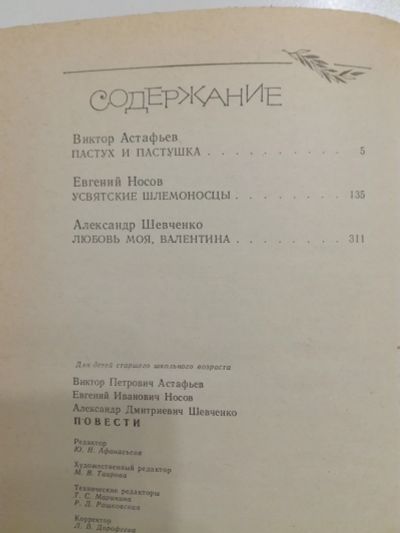 СОДЕРЖАНИЕ
Виктор Астафьев
ПАСТУХ И ПАСТУШКА . . . . . . . . . 5
Евгений Носов
УСВЯТСКИЕ ШЛЕМОНОСЦЫ . . . . . . . 135
Александр Шевченко
ЛЮБОВЬ МОЯ, ВАЛЕНТИНА . . . . . . . 311
Для детей старшего школьного возраста
Виктор Петрович Астафьев
Евгений Иванович Носов
Александр Дмитриевич Шевченко
ПОВЕСТИ
Редактор
Ю. Н. Афанасьев
Художественный редактор
М. В. Таирова
Технические редакторы
Т. С. Маринина
Р. Д. Рашковская
Корректор
Л. В. Дорофеева